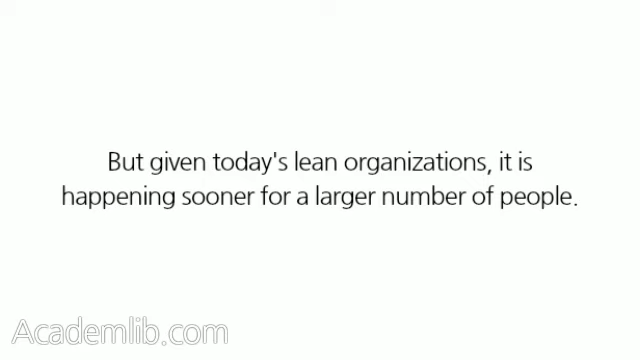 But given today's lean organizations, it is
happening sooner for a larger number of people.
Academlib.com